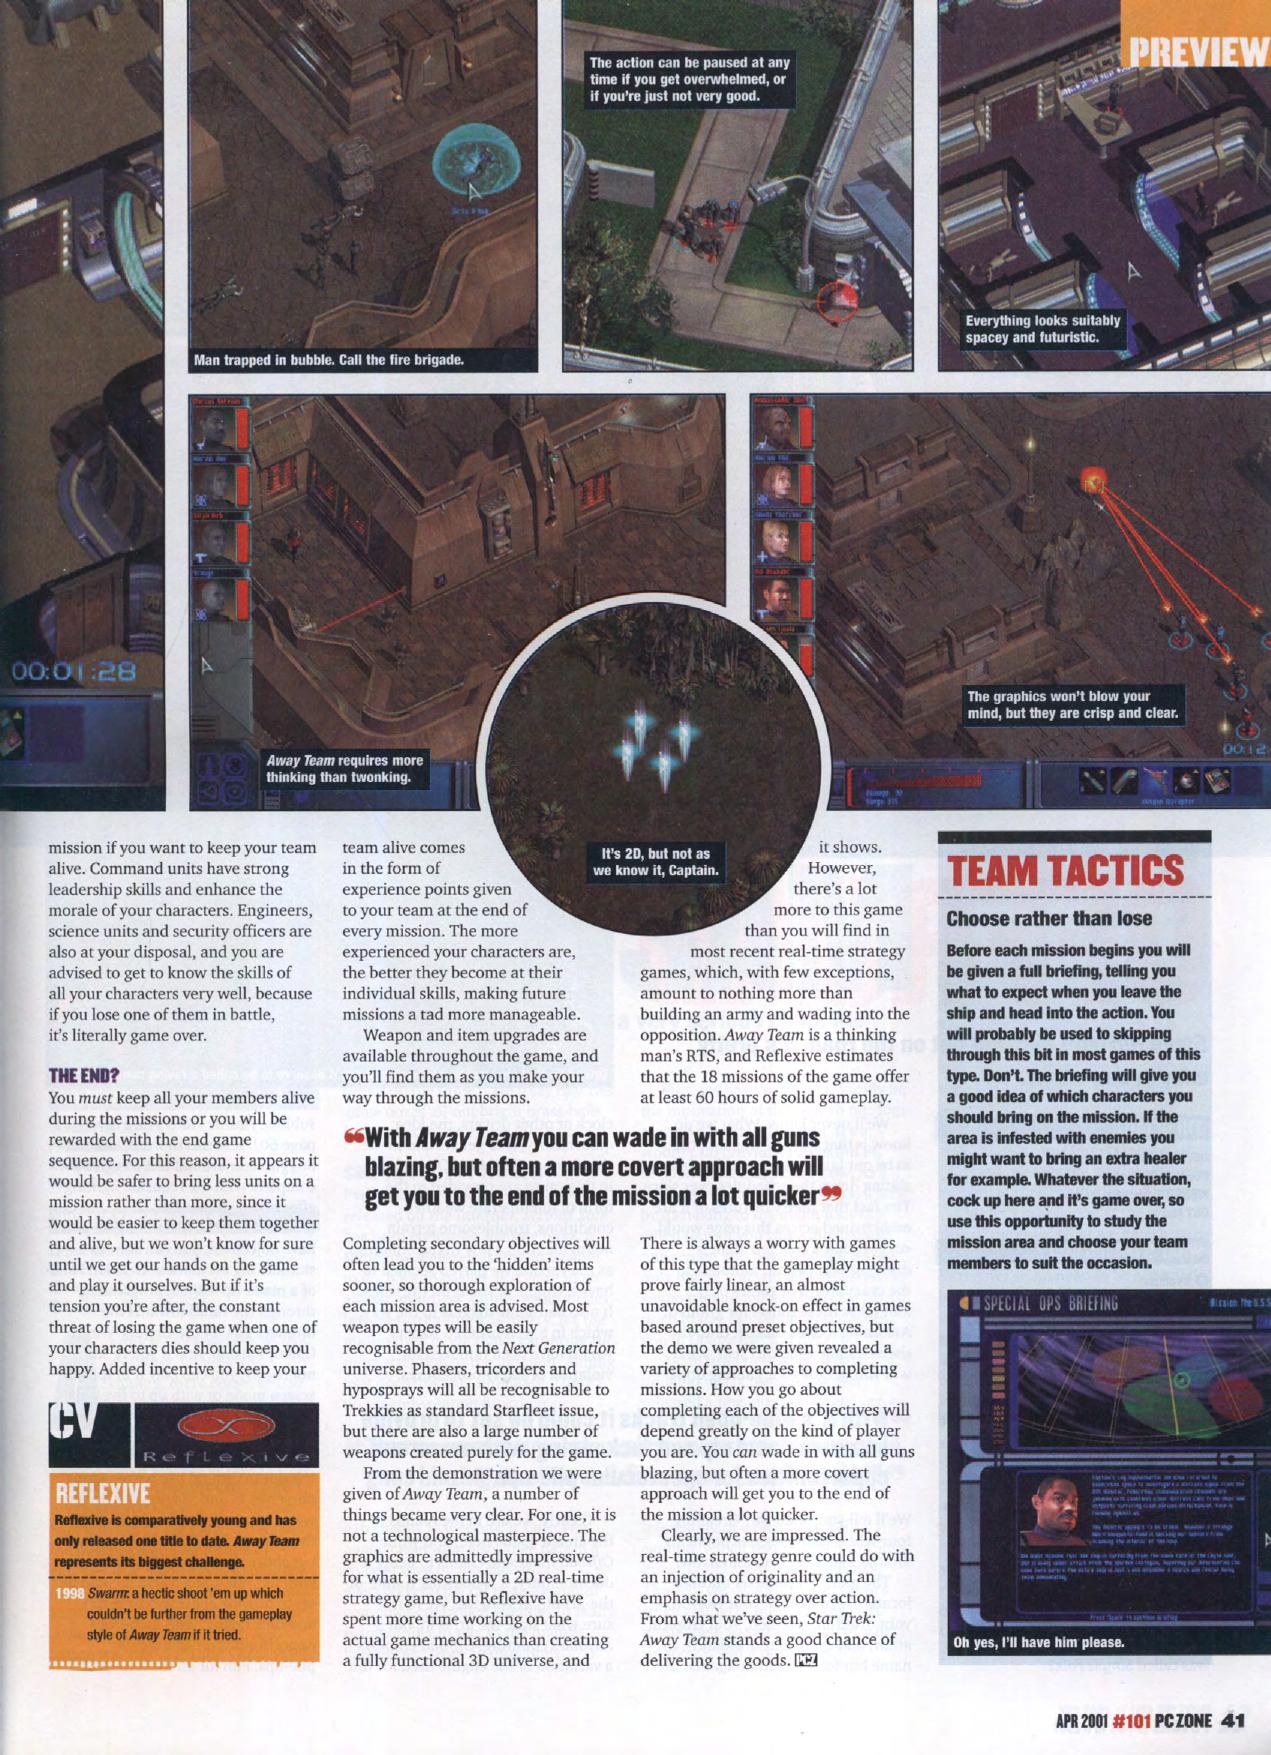 PREVIEW
The action can be paused at any
time if you get overwhelmed, or
if you're just not very good.
Man trapped in bubble. Call the fire brigade.
Everything looks suitably
spacey and futuristic.
00:01:28
Away Team requires more
thinking than twonking.
It's 2D, but not as
we know it, Captain.
The graphics won't blow your
mind, but they are crisp and clear.
00:12
mission if you want to keep your team
alive. Command units have strong
leadership skills and enhance the
morale of your characters. Engineers,
science units and security officers are
also at your disposal, and you are
advised to get to know the skills of
all your characters very well, because
if you lose one of them in battle,
it's literally game over.
THE END?
You must keep all your members alive
during the missions or you will be
rewarded with the end game
sequence. For this reason, it appears it
would be safer to bring less units on a
mission rather than more, since it
would be easier to keep them together
and alive, but we won't know for sure
until we get our hands on the game
and play it ourselves. But if it's
tension you're after, the constant
threat of losing the game when one of
your characters dies should keep you
happy. Added incentive to keep your
CV
Reflexive
REFLEXIVE
Reflexive is comparatively young and has
only released one title to date. Away Team
represents its biggest challenge.
1998 Swarm: a hectic shoot 'em up which
couldn't be further from the gameplay
style of Away Team if it tried.
team alive comes
in the form of
experience points given
to your team at the end of
every mission. The more
experienced your characters are,
the better they become at their
individual skills, making future
missions a tad more manageable.
Weapon and item upgrades are
available throughout the game, and
you'll find them as you make your
way through the missions.
“With Away Team you can wade in with all guns
blazing, but often a more covert approach will
get you to the end of the mission a lot quicker”
Completing secondary objectives will
often lead you to the 'hidden' items
sooner, so thorough exploration of
each mission area is advised. Most
weapon types will be easily
recognisable from the Next Generation
universe. Phasers, tricorders and
hyposprays will all be recognisable to
Trekkies as standard Starfleet issue,
but there are also a large number of
weapons created purely for the game.
From the demonstration we were
given of Away Team, a number of
things become very clear. For one, it is
not a technological masterpiece. The
graphics are admittedly impressive
for what is essentially a 2D real-time
strategy game, but Reflexive have
spent more time working on the
actual game mechanics than creating
a fully functional 3D universe, and
it shows.
However,
there's a lot
more to this game
than you will find in
most recent real-time strategy
games, which, with few exceptions,
amount to nothing more than
building an army and wading into the
opposition. Away Team is a thinking
man's RTS, and Reflexive estimates
that the 18 missions of the game offer
at least 60 hours of solid gameplay.
There is always a worry with games
of this type that the gameplay might
prove fairly linear, an almost
unavoidable knock-on effect in games
based around preset objectives, but
the demo we were given revealed a
variety of approaches to completing
missions. How you go about
completing each of the objectives will
depend greatly on the kind of player
you are. You can wade in with all guns
blazing, but often a more covert
approach will get you to the end of
the mission a lot quicker.
Clearly, we are impressed. The
real-time strategy genre could do with
an injection of originality and an
emphasis on strategy over action.
From what we've seen, Star Trek:
Away Team stands a good chance of
delivering the goods. PCZ
TEAM TACTICS
Choose rather than lose
Before each mission begins you will
be given a full briefing, telling you
what to expect when you leave the
ship and head into the action. You
will probably be used to skipping
through this bit in most games of this
type. Don't. The briefing will give you
a good idea of which characters you
should bring on the mission. If the
area is infested with enemies you
might want to bring an extra healer
for example. Whatever the situation,
cock up here and it's game over, so
use this opportunity to study the
mission area and choose your team
members to suit the occasion.
SPECIAL OPS BRIEFING
Oh yes, I'll have him please.
APR 2001 #101 PC ZONE 41